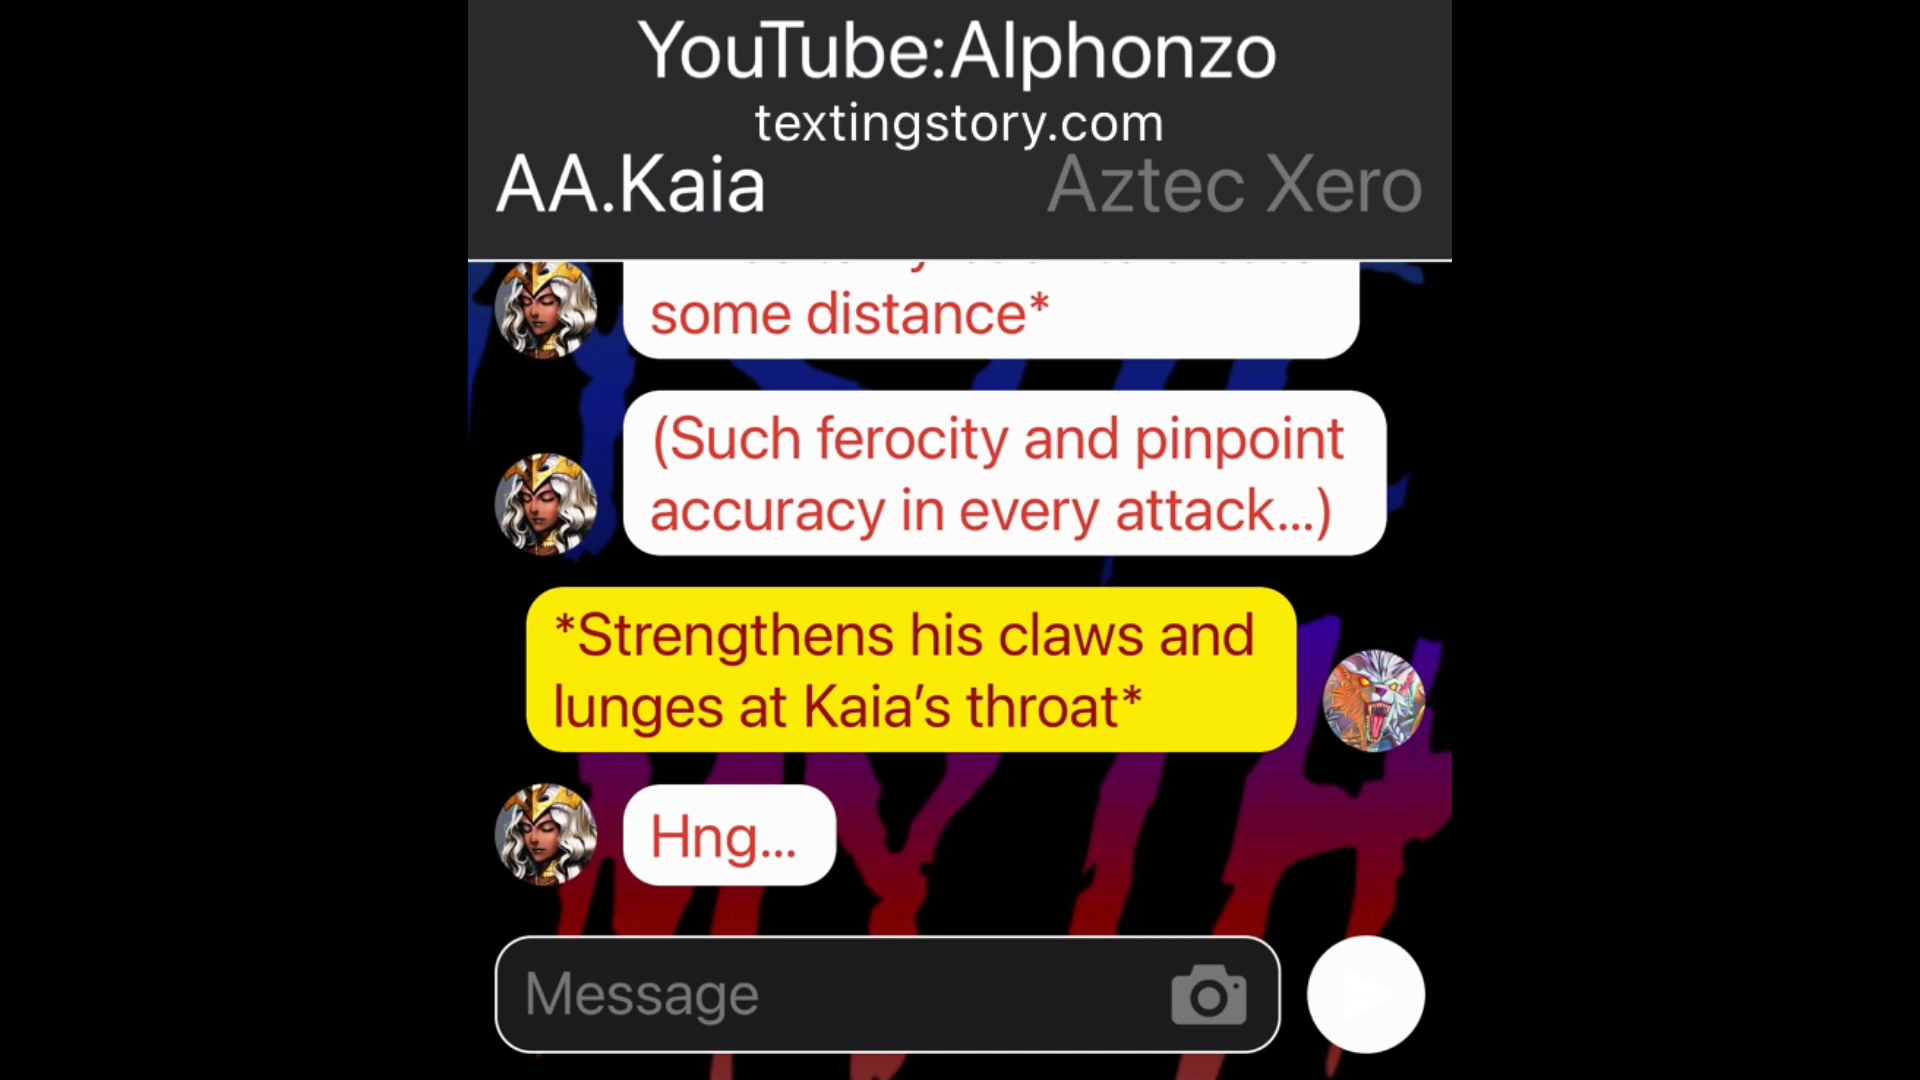 YouTube:Alphonzo
textingstory.com
AA.Kaia
Aztec Xero
some distance*
(Such ferocity and pinpoint
accuracy in every attack...)
*Strengthens his claws and
lunges at Kaia’s throat*
Hng...
Message